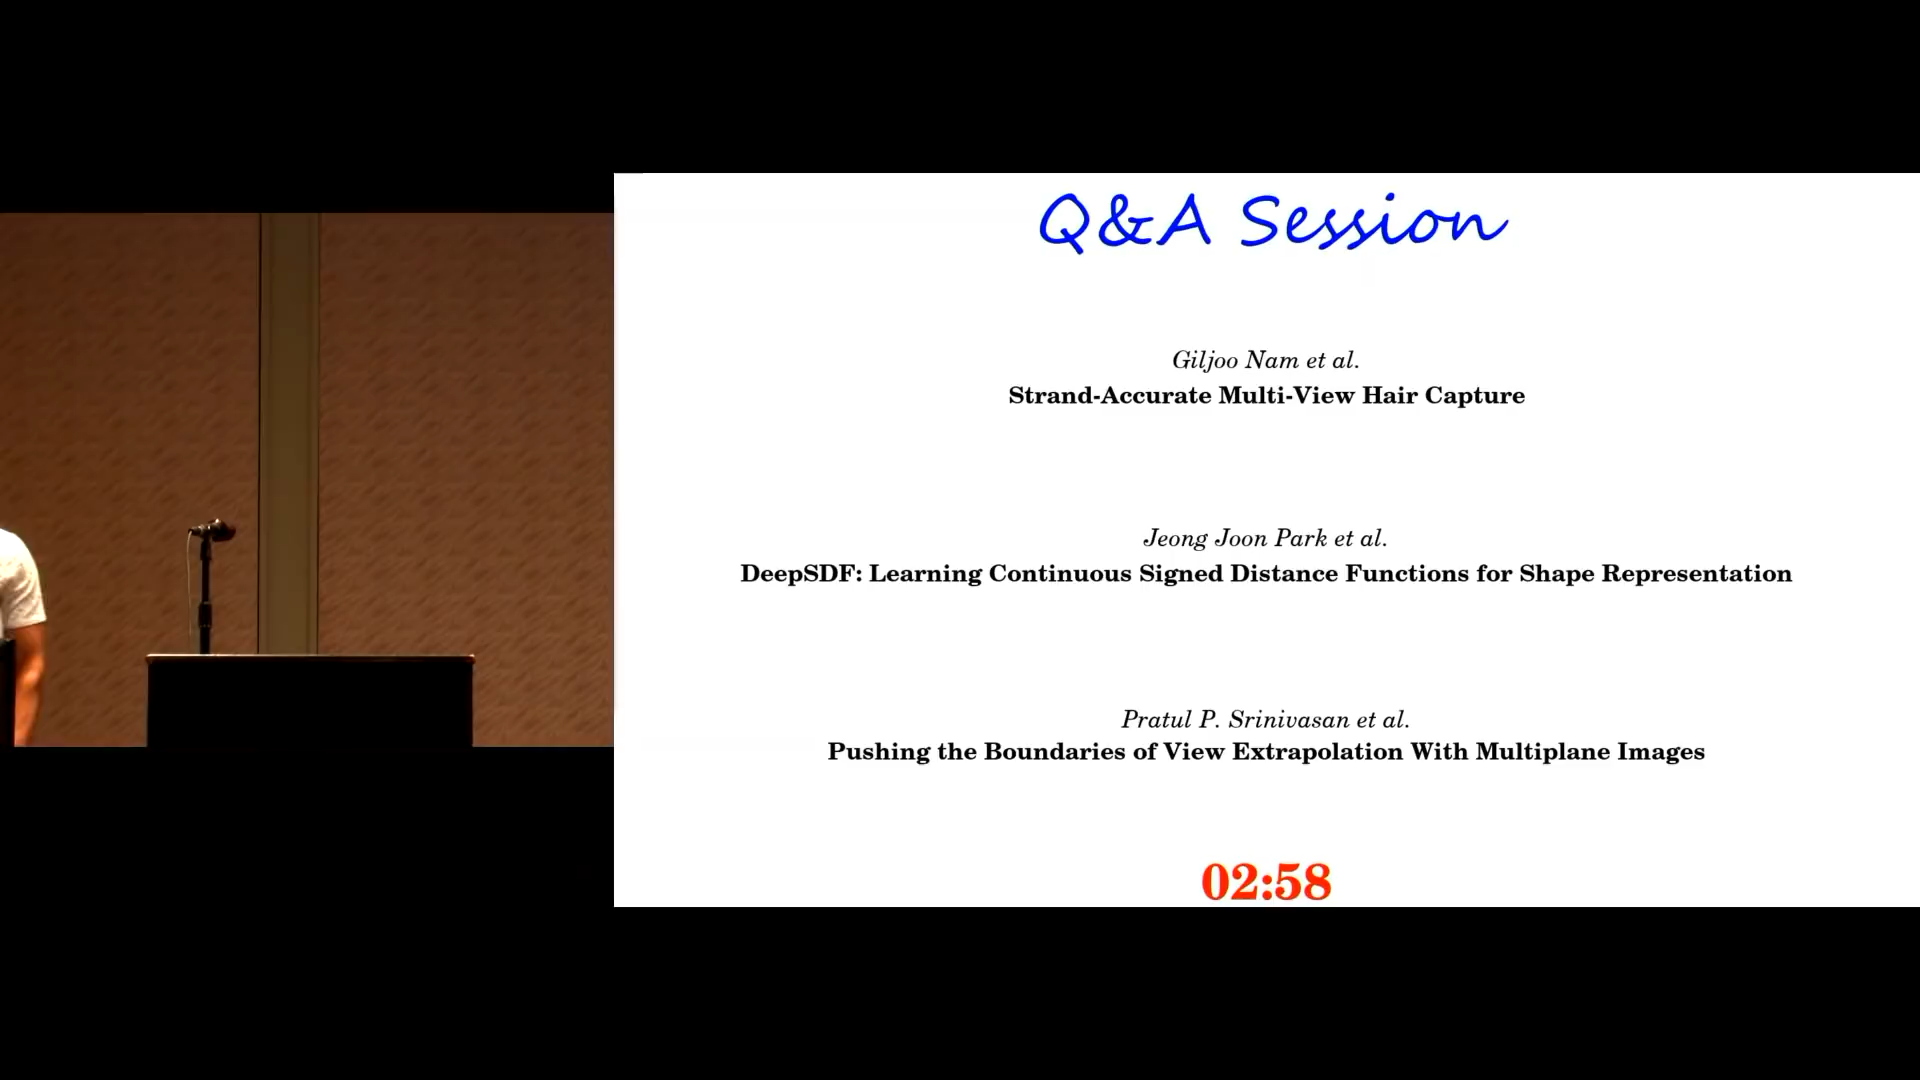 Q&A Session
Giljoo Nam et al.
Strand-Accurate Multi-View Hair Capture
Jeong Joon Park et al.
DeepSDF: Learning Continuous Signed Distance Functions for Shape Representation
Pratul P. Srinivasan et al.
Pushing the Boundaries of View Extrapolation With Multiplane Images
02:58